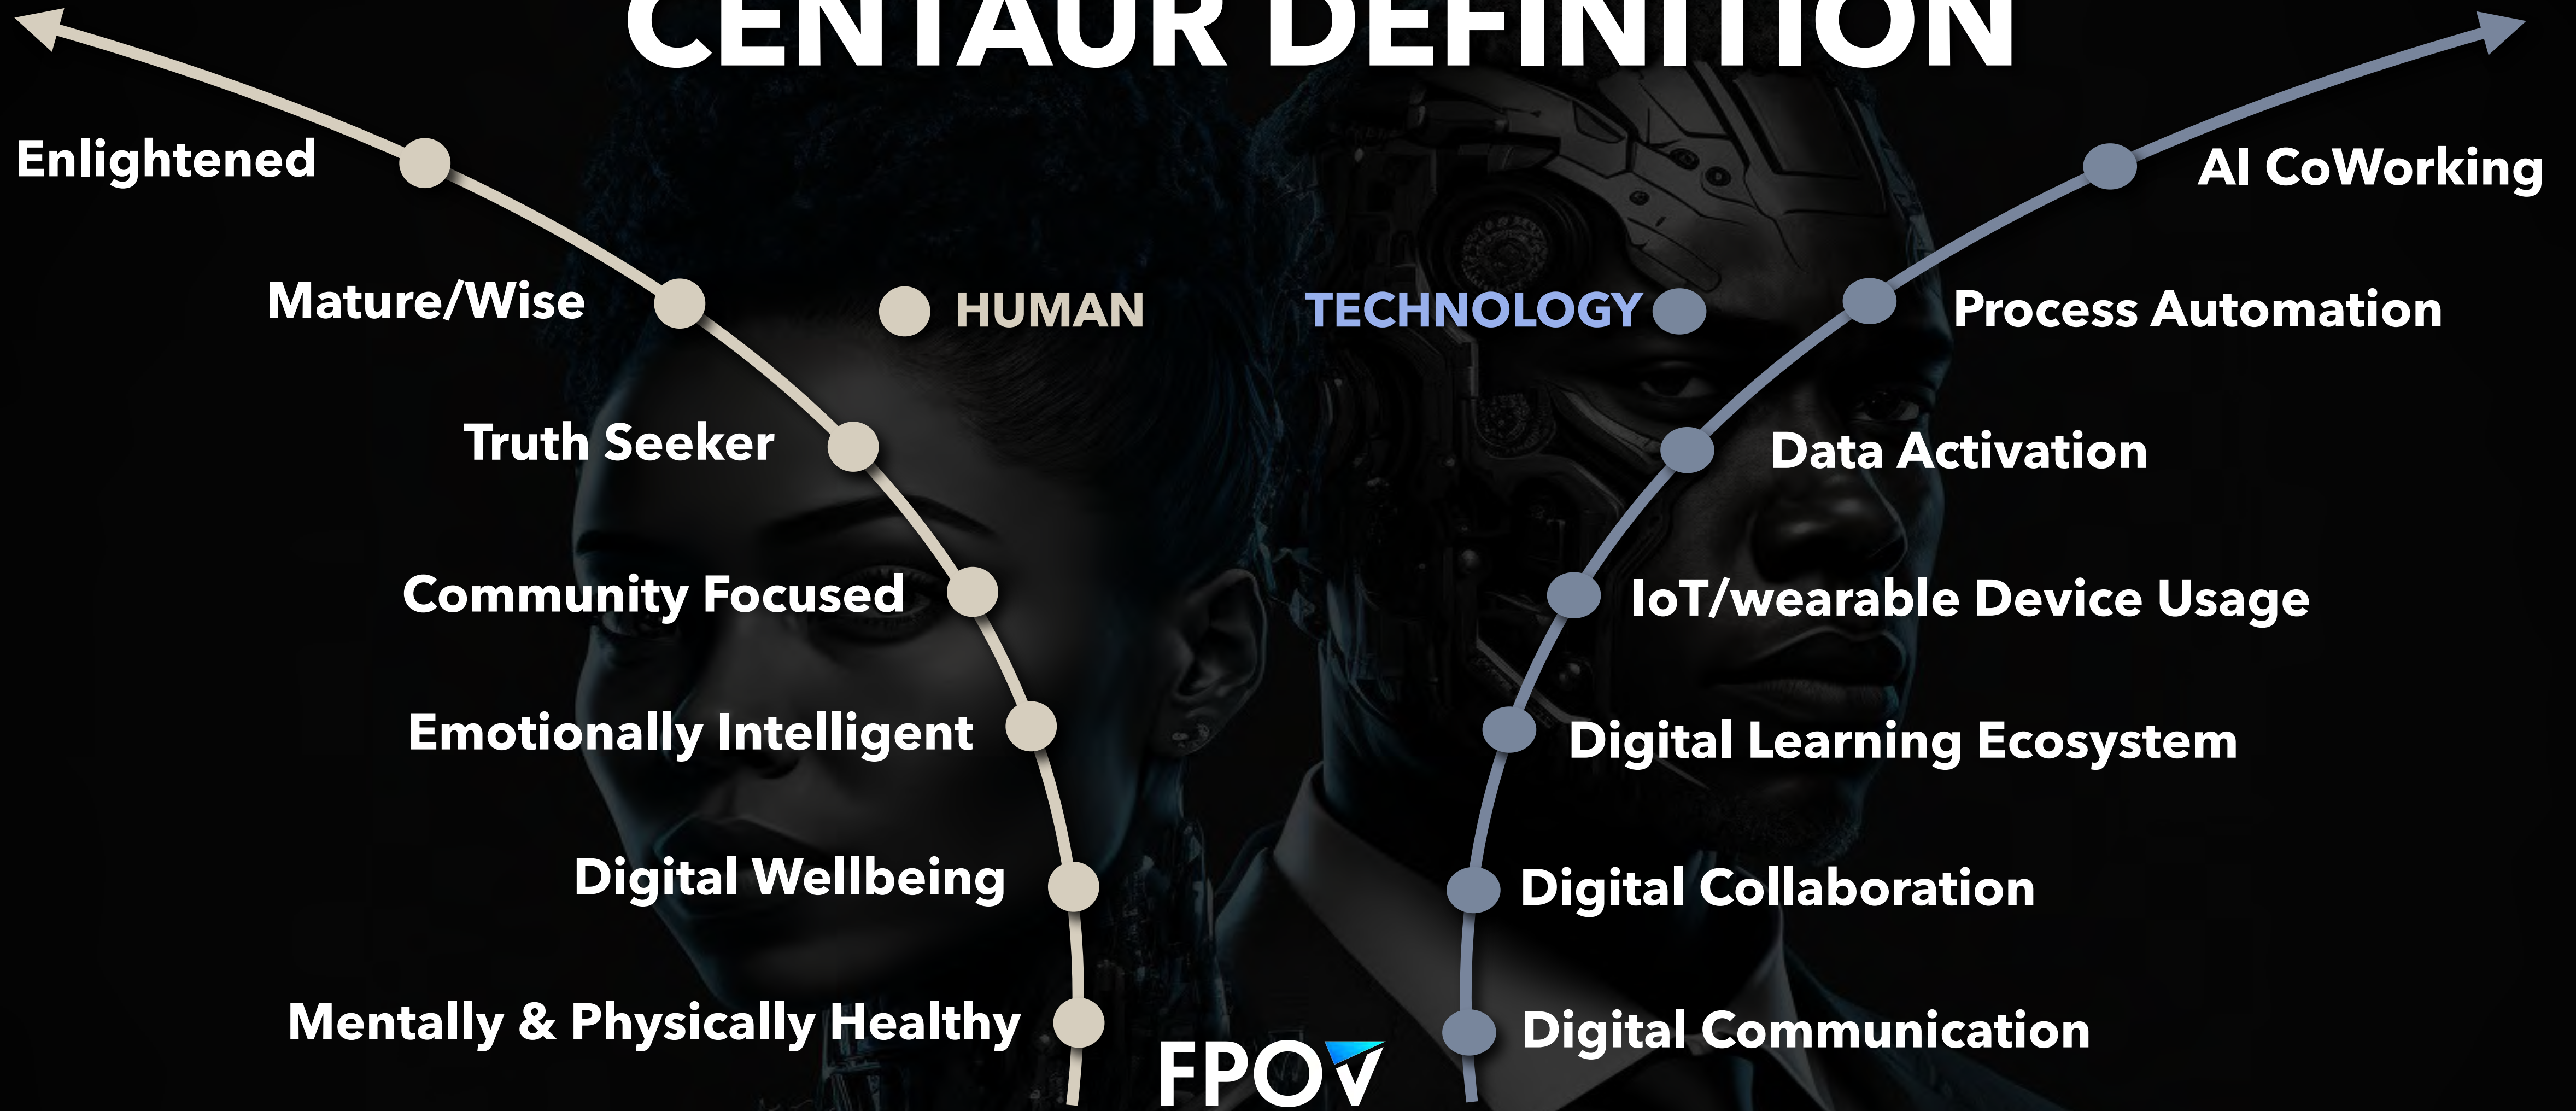 CENTAUR DEFINITION
Enlightened
AI CoWorking
Mature/Wise
HUMAN
TECHNOLOGY
Process Automation
Truth Seeker
Data Activation
Community Focused
IoT/wearable Device Usage
Emotionally Intelligent
Digital Learning Ecosystem
Digital Wellbeing
Digital Collaboration
Mentally & Physically Healthy
Digital Communication
FPOV